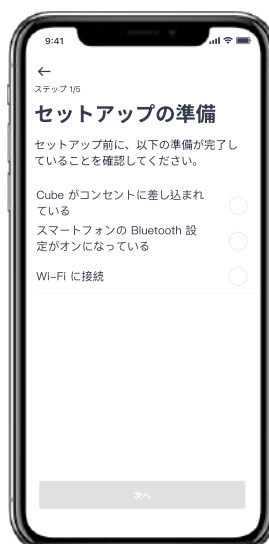 9:41
ステップ 1/5
セットアップの準備
セットアップ前に、以下の準備が完了し
ていることを確認してください。
Cube がコンセントに差し込まれ
ている
スマートフォンの Bluetooth 設
定がオンになっている
Wi-Fi に接続
次へ